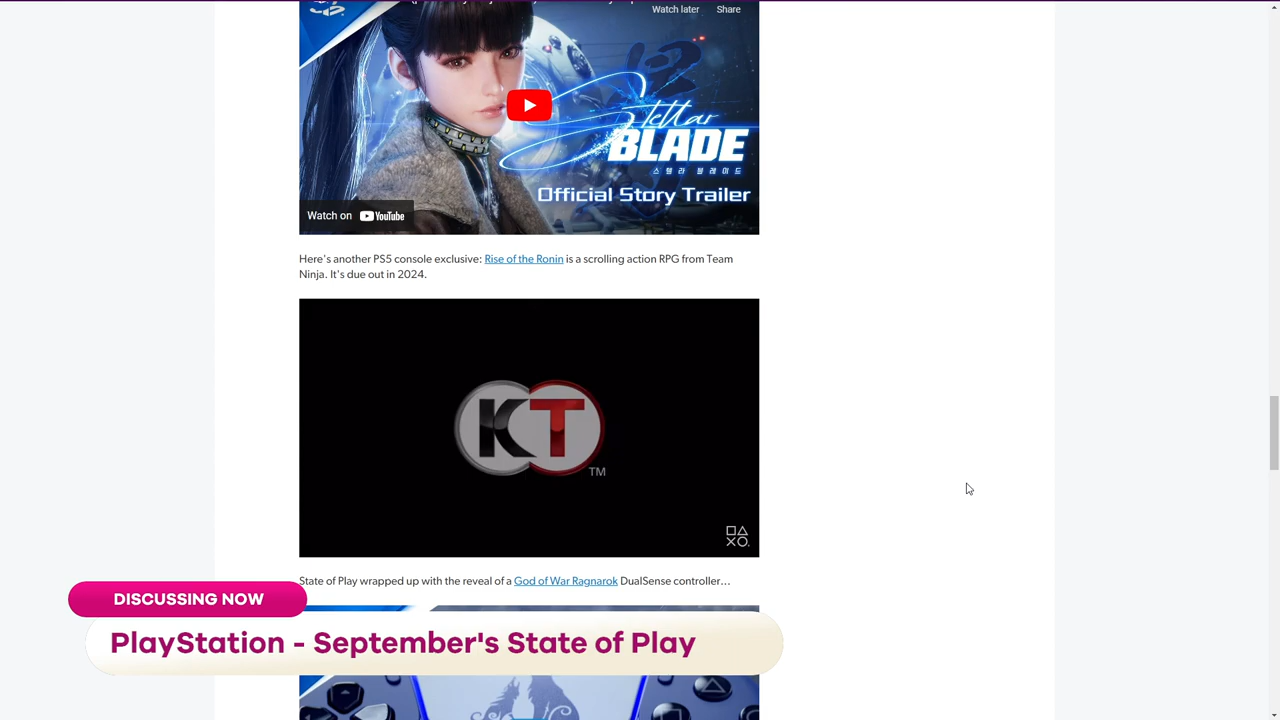 Watch later Share
Stellar
BLADE
스텔라 블레이드
Official Story Trailer
Watch on YouTube
Here's another PS5 console exclusive: Rise of the Ronin is a scrolling action RPG from Team
Ninja. It's due out in 2024.
KT
TM
State of Play wrapped up with the reveal of a God of War Ragnarok DualSense controller…
DISCUSSING NOW
PlayStation - September's State of Play